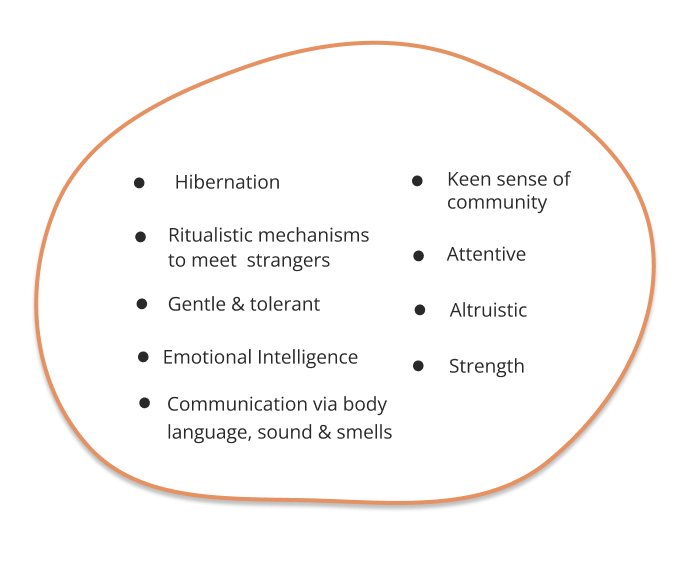 ● Hibernation
● Ritualistic mechanisms
to meet strangers
● Gentle & tolerant
● Emotional Intelligence
● Communication via body
language, sound & smells
● Keen sense of
community
● Attentive
● Altruistic
● Strength